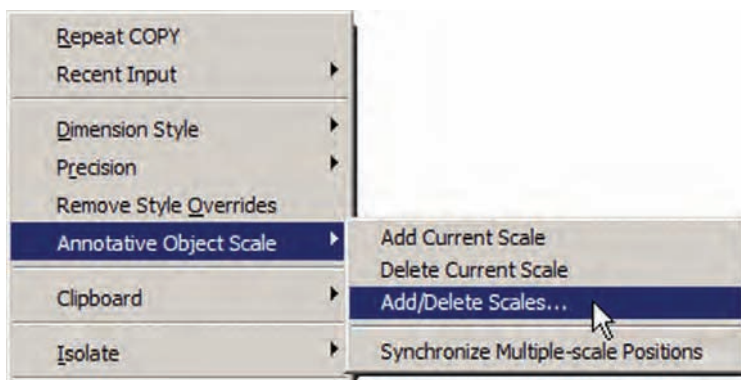 Repeat COPY
Recent Input
Dimension Style
Precision
Remove Style Overrides
Annotative Object Scale
Add Current Scale
Delete Current Scale
Clipboard
Add/Delete Scales...
Isolate
Synchronize Multiple-scale Positions